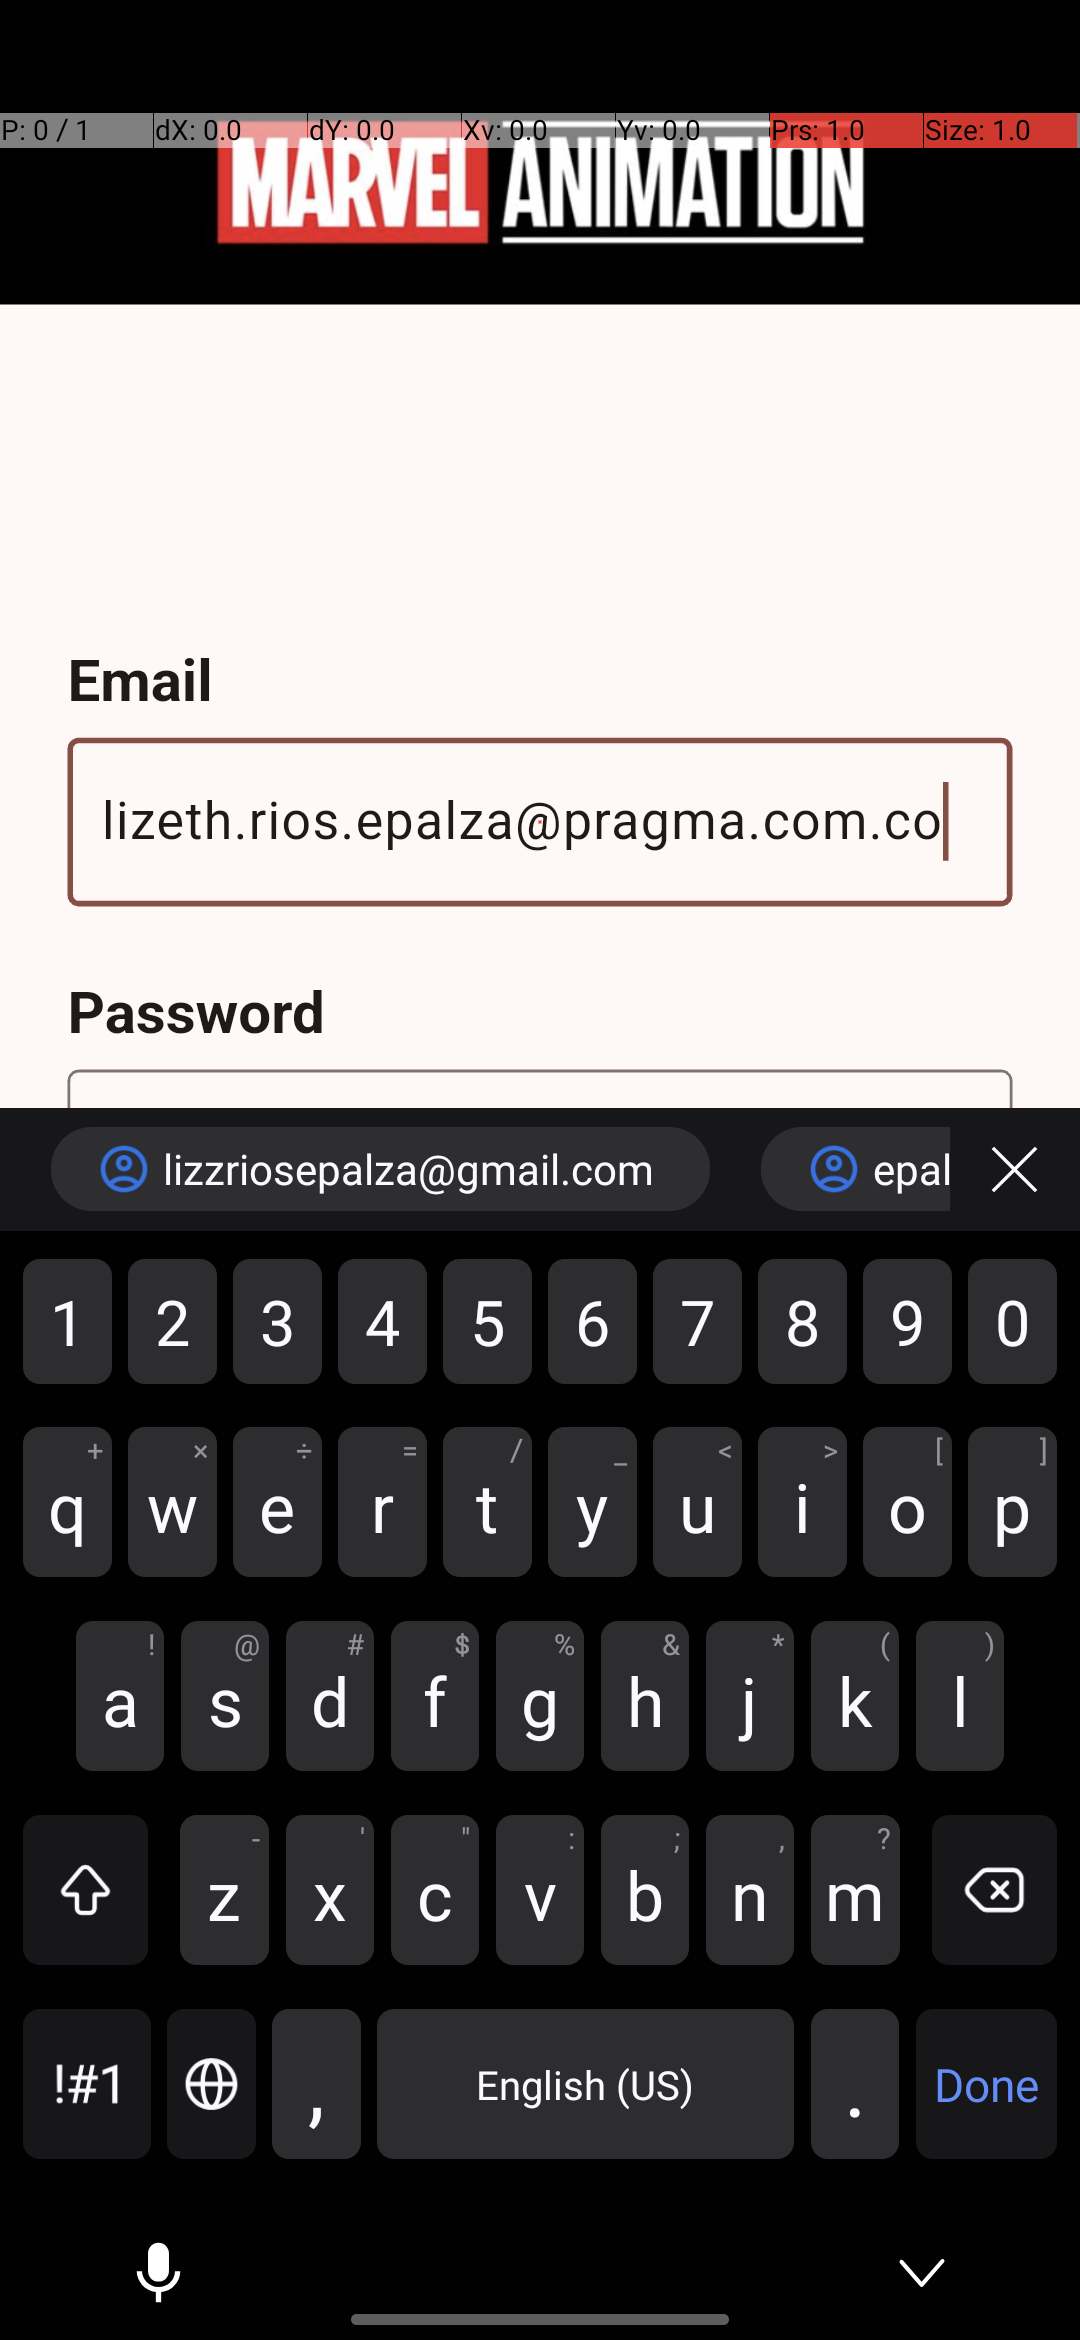 P: 0 / 1 dX: 0.0 dY: 0.0 Xv: 0.0 Yv: 0.0 Prs: 1.0 Size: 1.0
MARVEL ANIMATION
Email
lizeth.rios.epalza@pragma.com.co
Password
lizzriosepalza@gmail.com epal
1 2 3 4 5 6 7 8 9 0
+ × ÷ = / _ < > [ ]
q w e r t y u i o p
! @ # $ % & * ( )
a s d f g h j k l
- ' " : ; , ?
z x c v b n m
!#1 , English (US) . Done